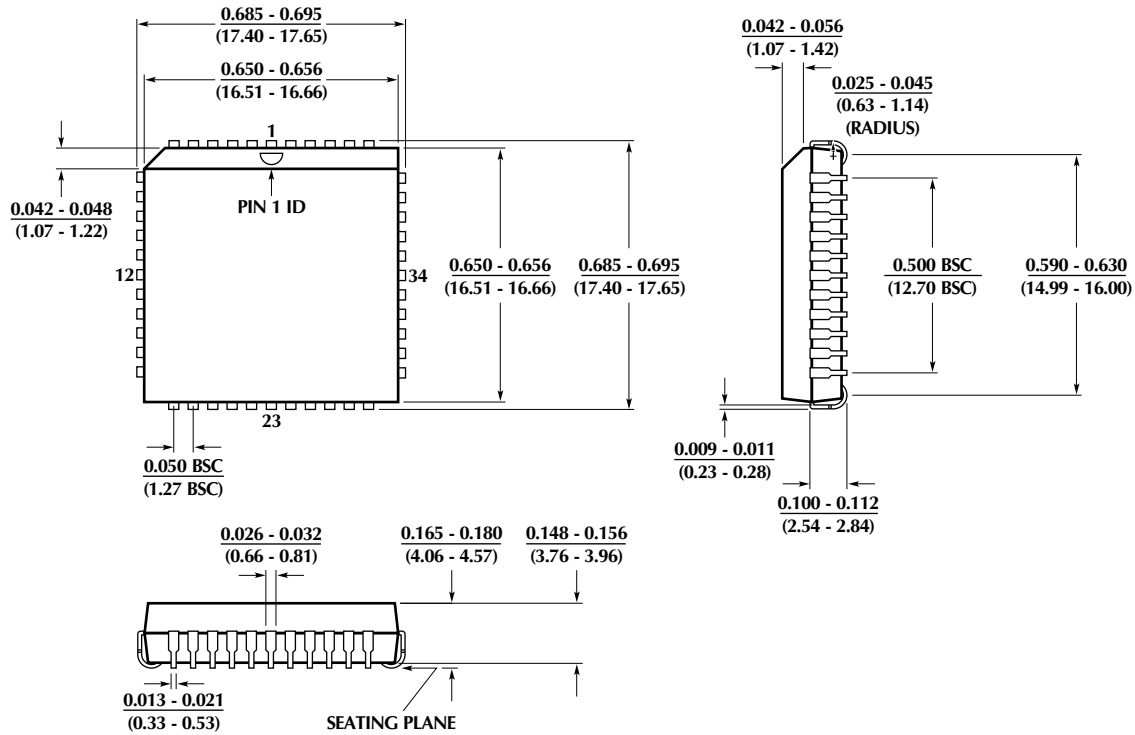 0.685 - 0.695
(17.40 - 17.65)
0.650 - 0.656
(16.51 - 16.66)
1
PIN 1 ID
0.042 - 0.048
(1.07 - 1.22)
12
34
0.650 - 0.656
(16.51 - 16.66)
0.685 - 0.695
(17.40 - 17.65)
23
0.050 BSC
(1.27 BSC)
0.042 - 0.056
(1.07 - 1.42)
0.025 - 0.045
(0.63 - 1.14)
(RADIUS)
0.500 BSC
(12.70 BSC)
0.590 - 0.630
(14.99 - 16.00)
0.009 - 0.011
(0.23 - 0.28)
0.100 - 0.112
(2.54 - 2.84)
0.026 - 0.032
(0.66 - 0.81)
0.165 - 0.180
(4.06 - 4.57)
0.148 - 0.156
(3.76 - 3.96)
0.013 - 0.021
(0.33 - 0.53)
SEATING PLANE